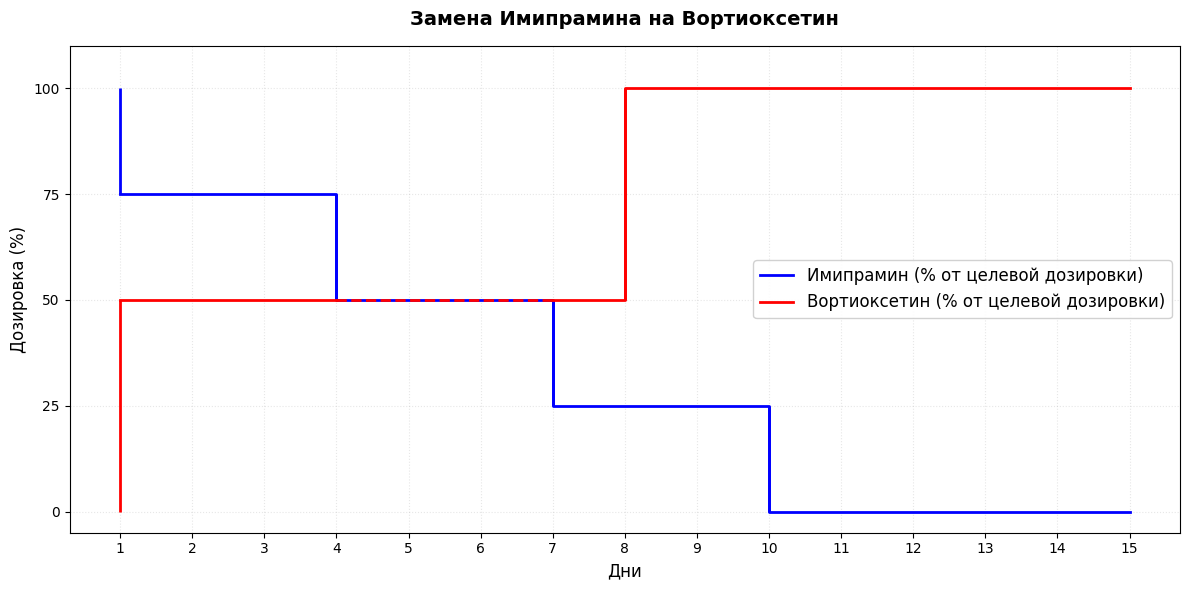 Замена Имипрамина на Вортиоксетин
Дозировка (%)
100
75
50
25
0
Имипрамин (% от целевой дозировки)
Вортиоксетин (% от целевой дозировки)
1 2 3 4 5 6 7 8 9 10 11 12 13 14 15
Дни